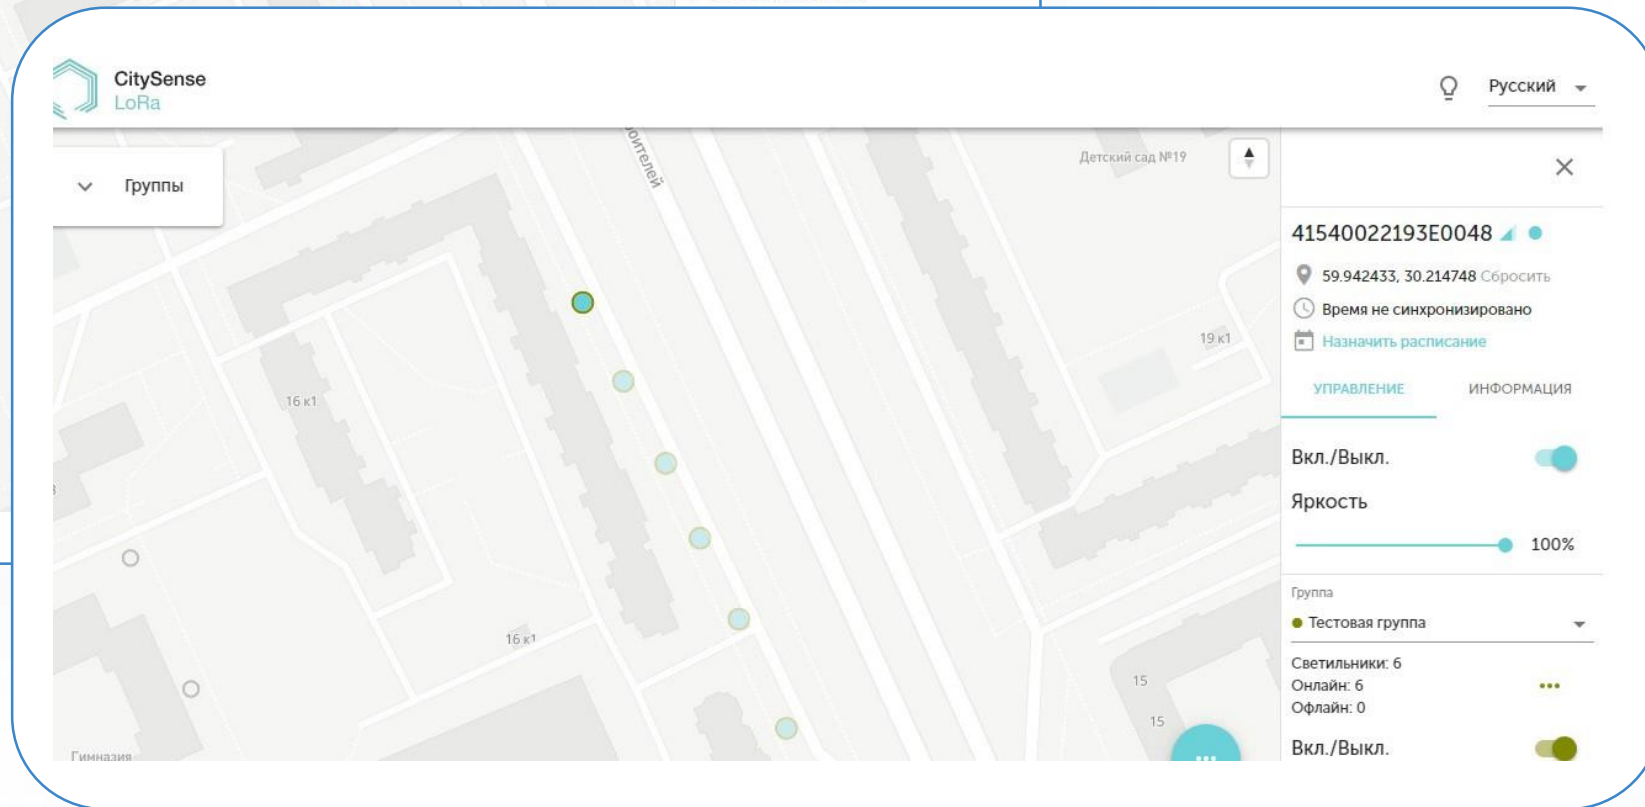 CitySense
LoRa
Русский
Группы
роителей
Детский сад №19
19 к1
16 к1
16 к1
15
15
Гимназия
41540022193E0048
59.942433, 30.214748 Сбросить
Время не синхронизировано
Назначить расписание
УПРАВЛЕНИЕ ИНФОРМАЦИЯ
Вкл./Выкл.
Яркость
100%
Группа
Тестовая группа
Светильники: 6
Онлайн: 6
Офлайн: 0
Вкл./Выкл.